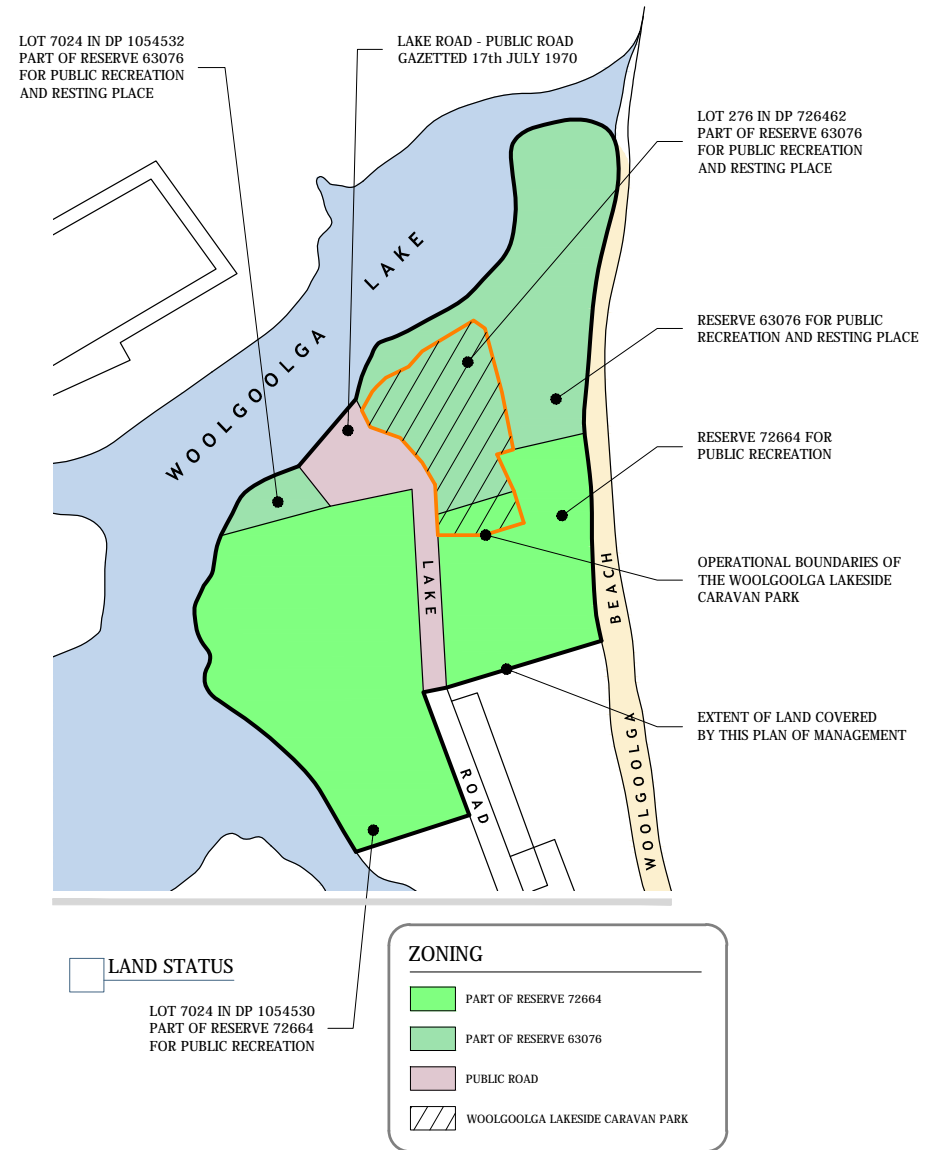 LOT 7024 IN DP 1054532
PART OF RESERVE 63076
FOR PUBLIC RECREATION
AND RESTING PLACE
LAKE ROAD - PUBLIC ROAD
GAZETTED 17th JULY 1970
LOT 276 IN DP 726462
PART OF RESERVE 63076
FOR PUBLIC RECREATION
AND RESTING PLACE
WOOLGOOLGA LAKE
RESERVE 63076 FOR PUBLIC
RECREATION AND RESTING PLACE
RESERVE 72664 FOR
PUBLIC RECREATION
OPERATIONAL BOUNDARIES OF
THE WOOLGOOLGA LAKESIDE
CARAVAN PARK
LAKE ROAD
WOOLGOOLGA BEACH
EXTENT OF LAND COVERED
BY THIS PLAN OF MANAGEMENT
LAND STATUS
LOT 7024 IN DP 1054530
PART OF RESERVE 72664
FOR PUBLIC RECREATION
ZONING
PART OF RESERVE 72664
PART OF RESERVE 63076
PUBLIC ROAD
WOOLGOOLGA LAKESIDE CARAVAN PARK